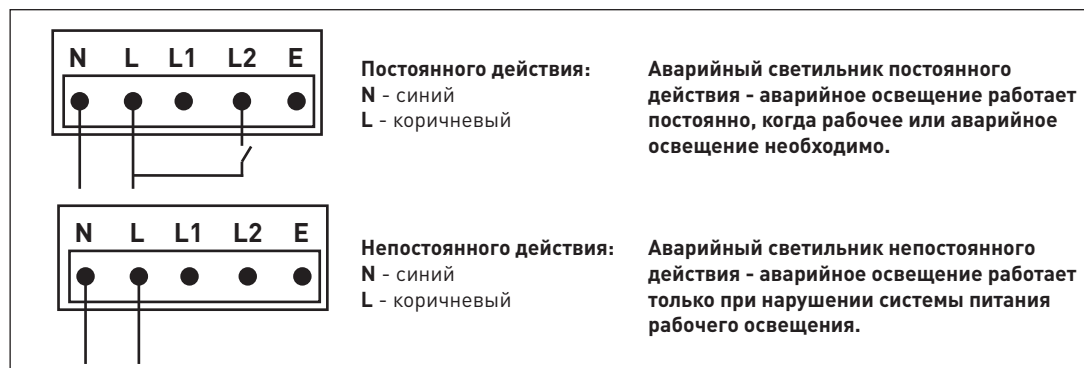 N L L1 L2 E
Постоянного действия:
N - синий
L - коричневый
Аварийный светильник постоянного
действия - аварийное освещение работает
постоянно, когда рабочее или аварийное
освещение необходимо.
N L L1 L2 E
Непостоянного действия:
N - синий
L - коричневый
Аварийный светильник непостоянного
действия - аварийное освещение работает
только при нарушении системы питания
рабочего освещения.